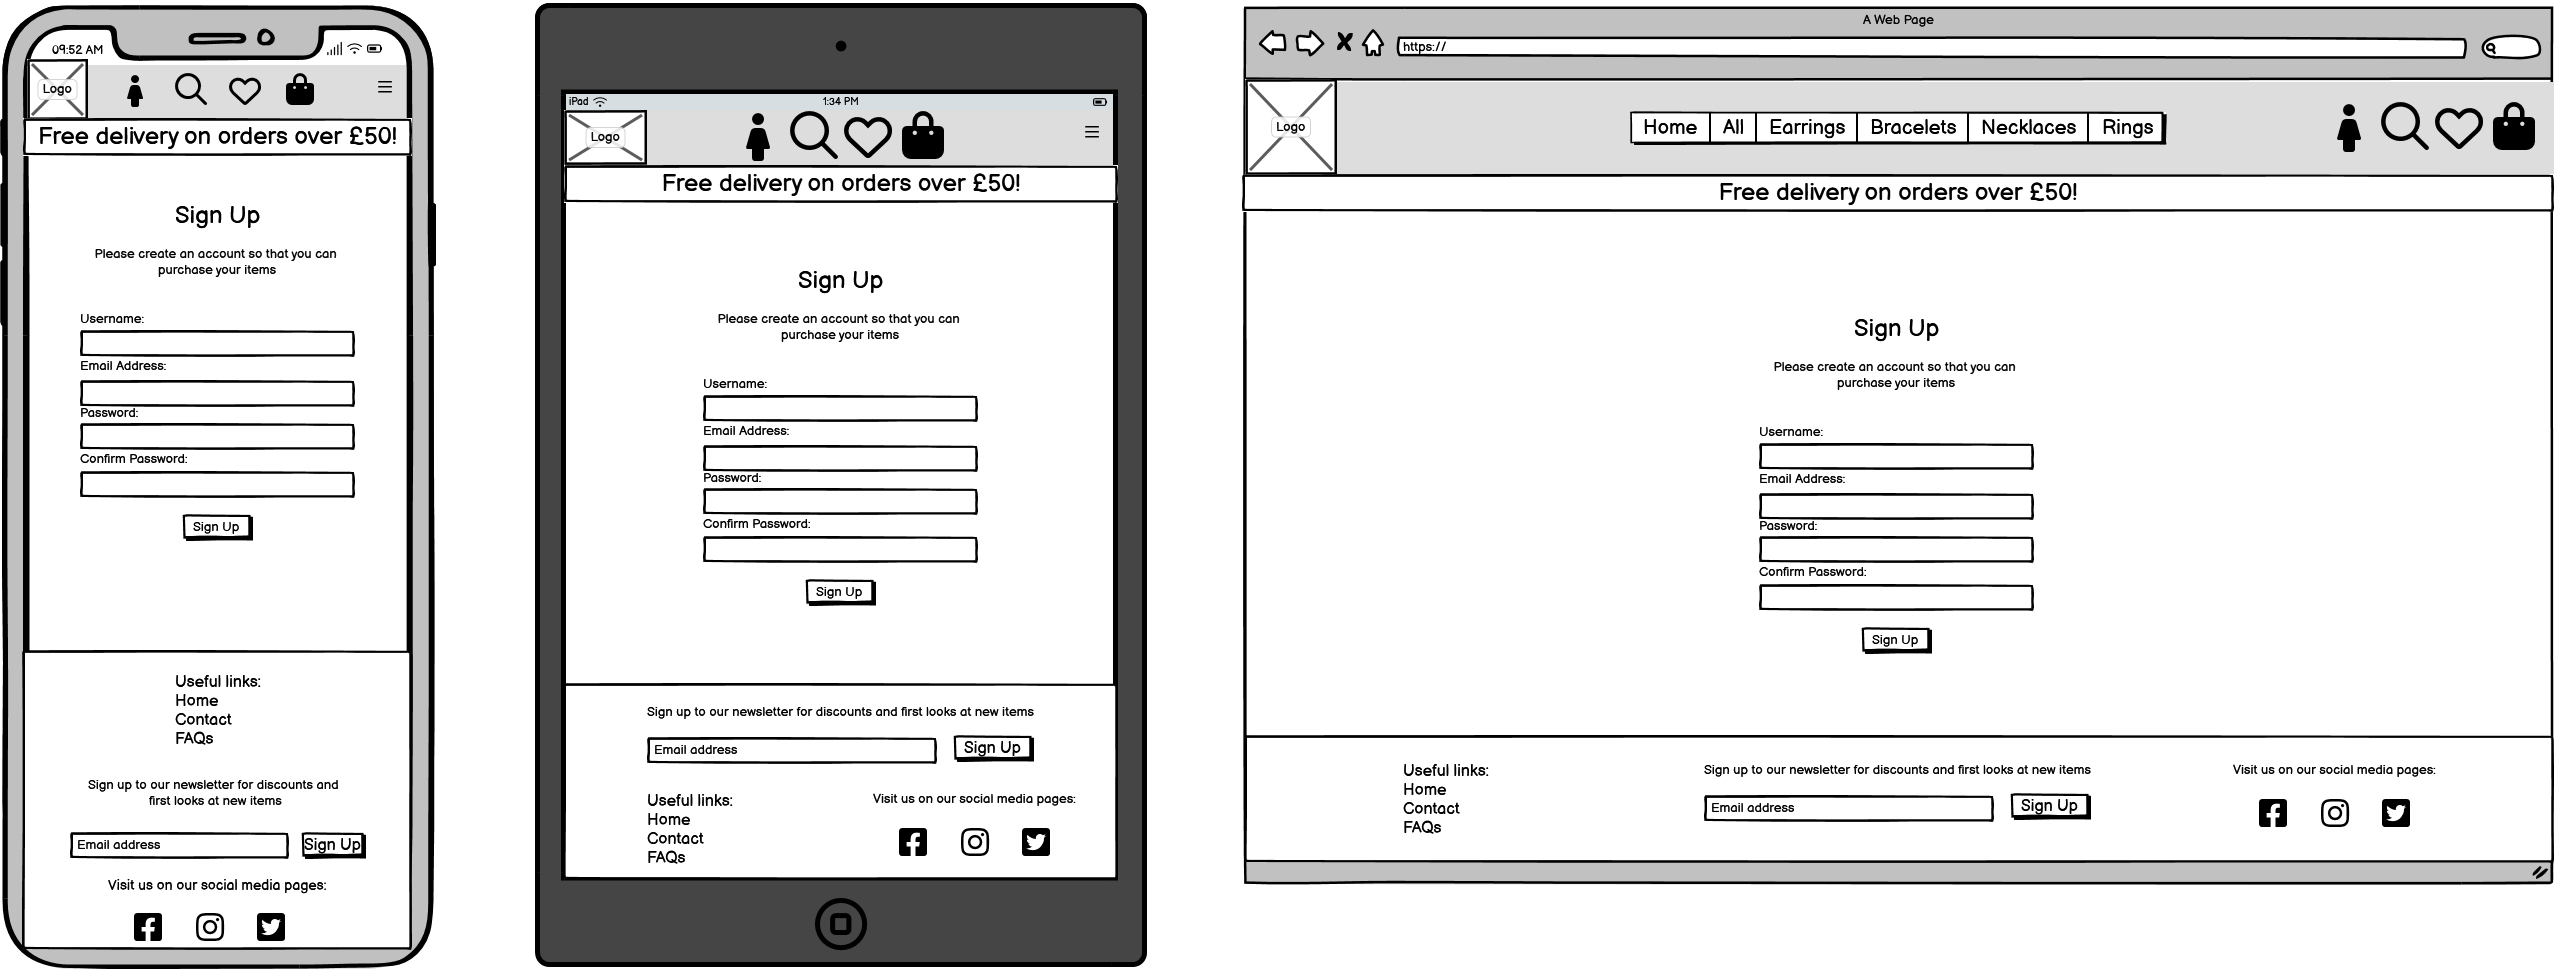 09:52 AM
Logo
Free delivery on orders over £50!
Sign Up
Please create an account so that you can
purchase your items
Username:
Email Address:
Password:
Confirm Password:
Sign Up
Useful links:
Home
Contact
FAQs
Sign up to our newsletter for discounts and
first looks at new items
Email address
Sign Up
Visit us on our social media pages:
iPad
1:34 PM
Logo
Free delivery on orders over £50!
Sign Up
Please create an account so that you can
purchase your items
Username:
Email Address:
Password:
Confirm Password:
Sign Up
Sign up to our newsletter for discounts and first looks at new items
Email address
Sign Up
Useful links:
Home
Contact
FAQs
Visit us on our social media pages:
A Web Page
https://
Logo
Home
All
Earrings
Bracelets
Necklaces
Rings
Free delivery on orders over £50!
Sign Up
Please create an account so that you can
purchase your items
Username:
Email Address:
Password:
Confirm Password:
Sign Up
Useful links:
Home
Contact
FAQs
Sign up to our newsletter for discounts and first looks at new items
Email address
Sign Up
Visit us on our social media pages: